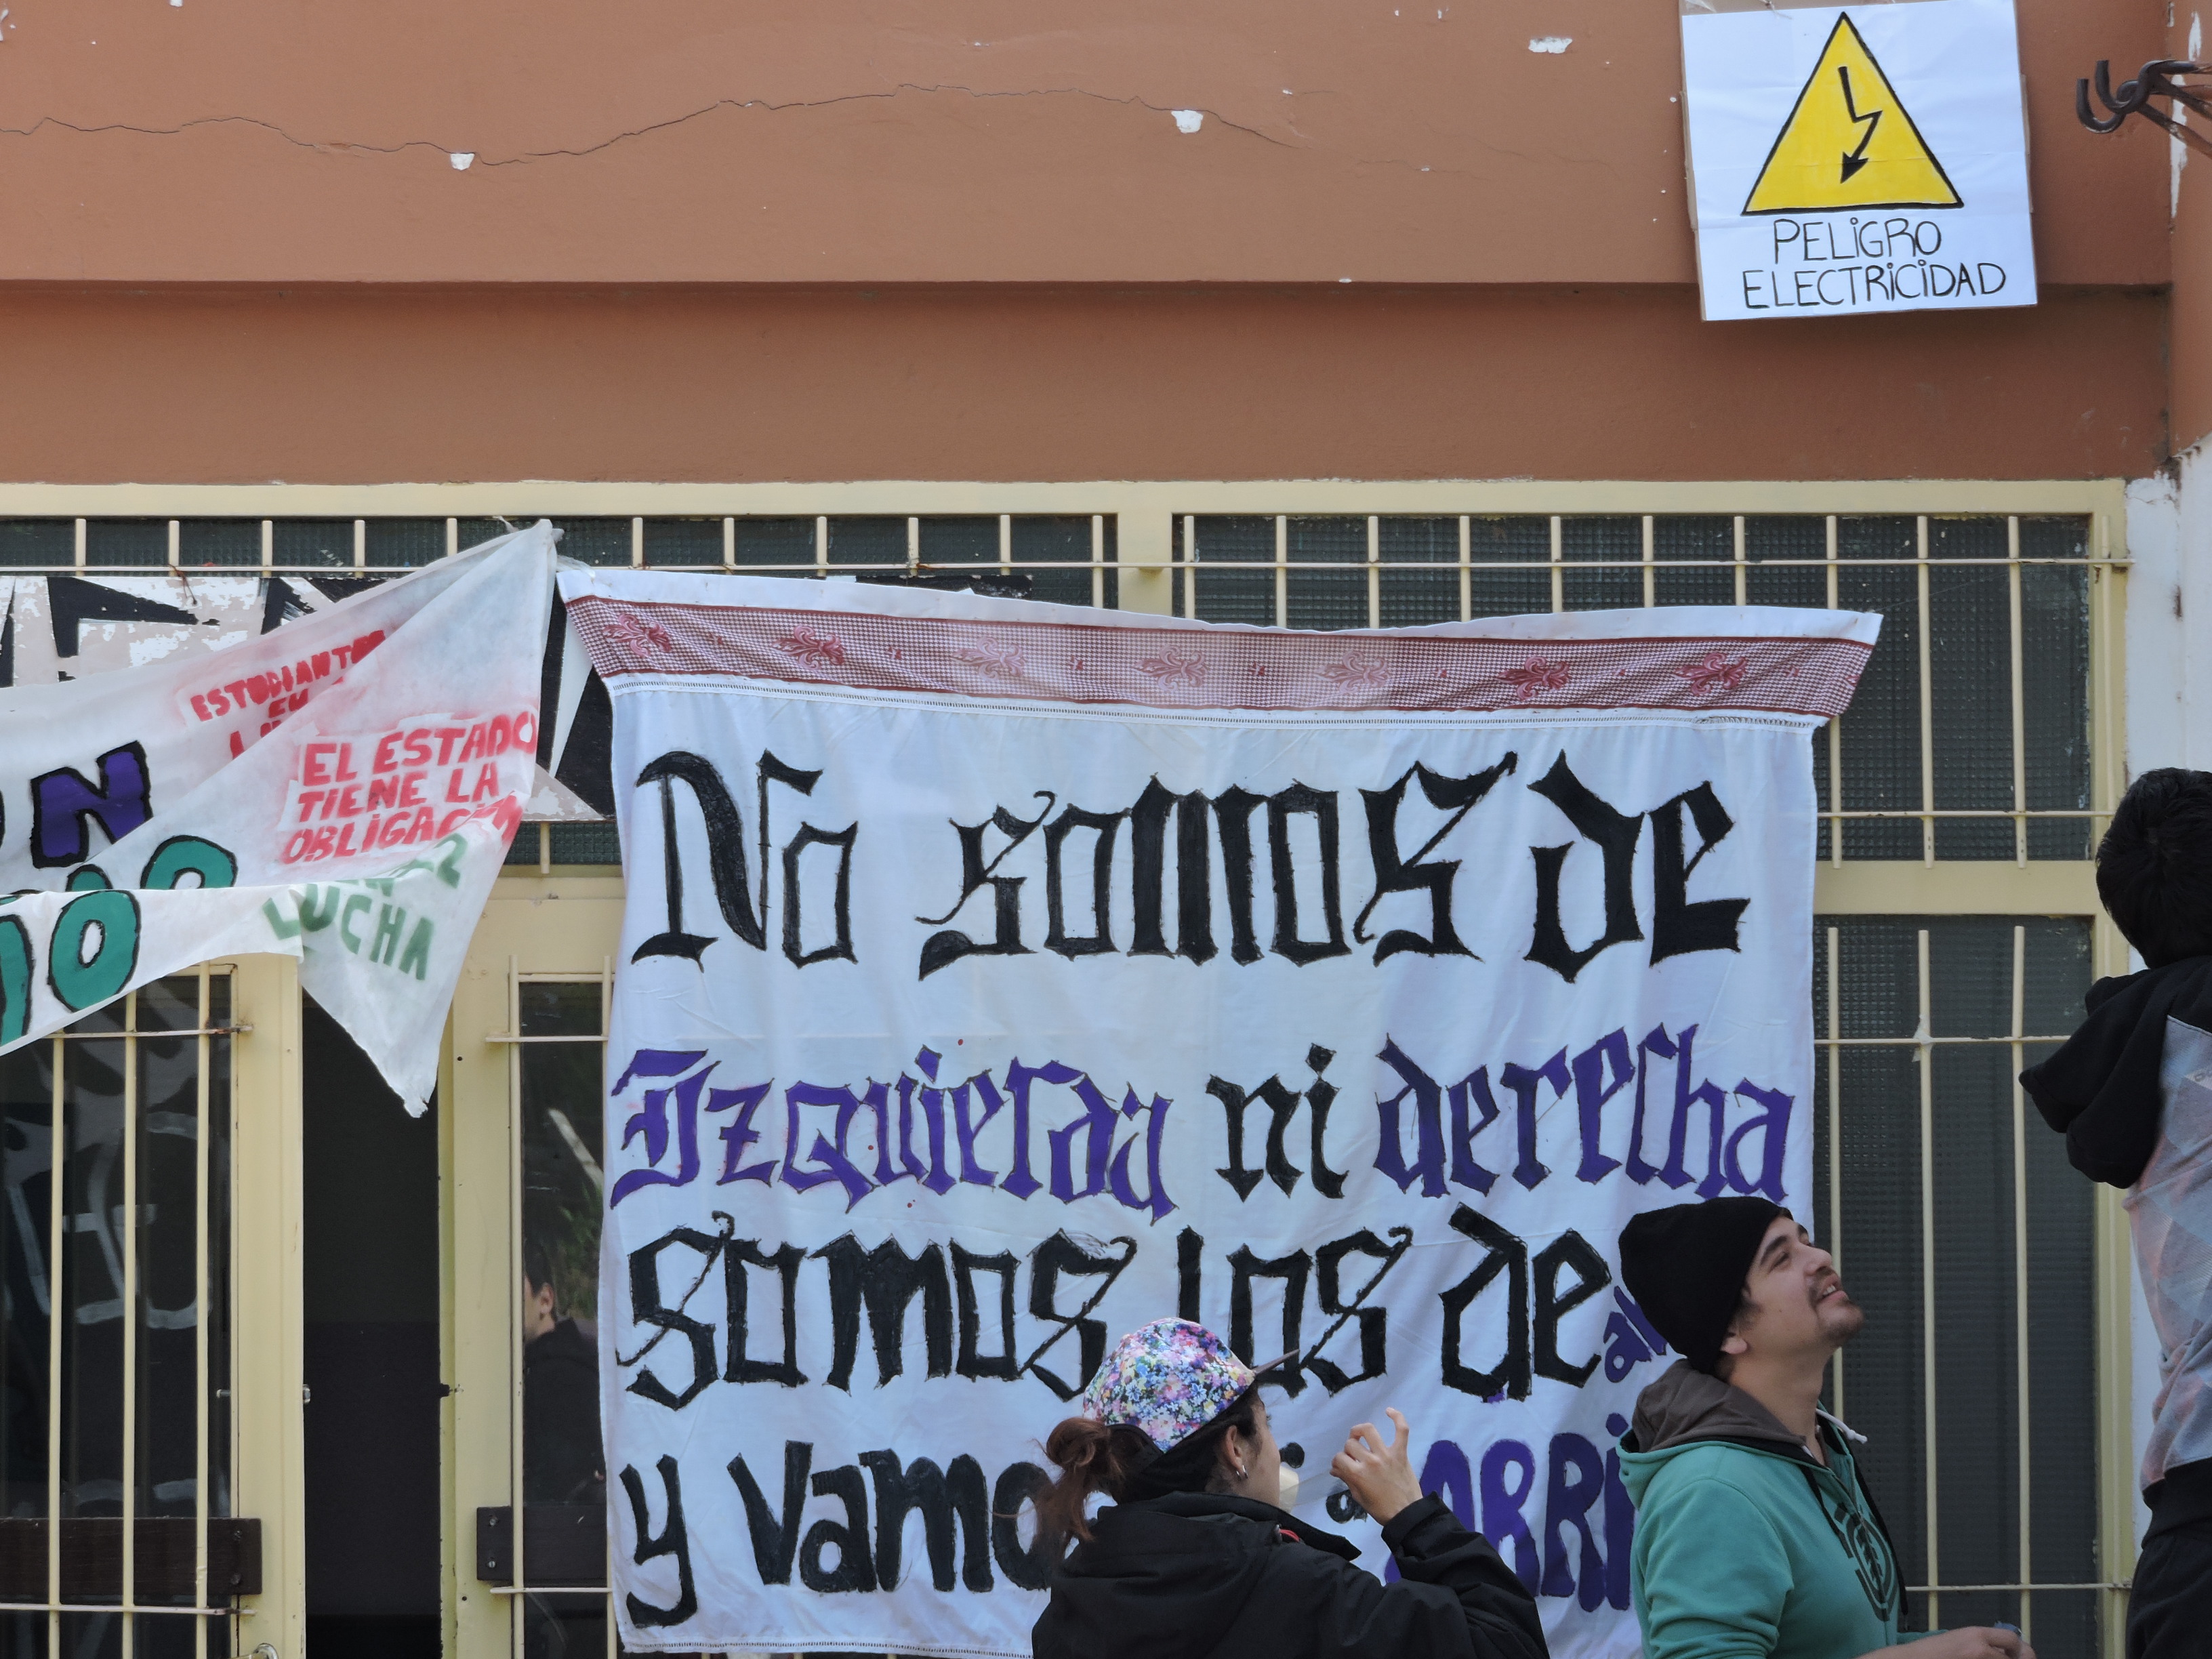 PELIGRO
ELECTRICIDAD
ESTUDIANTES
EN
EL ESTADO
TIENE LA
OBLIGACIÓN
LUCHA
No somos de
Izquierda ni derecha
somos los de
y vamos